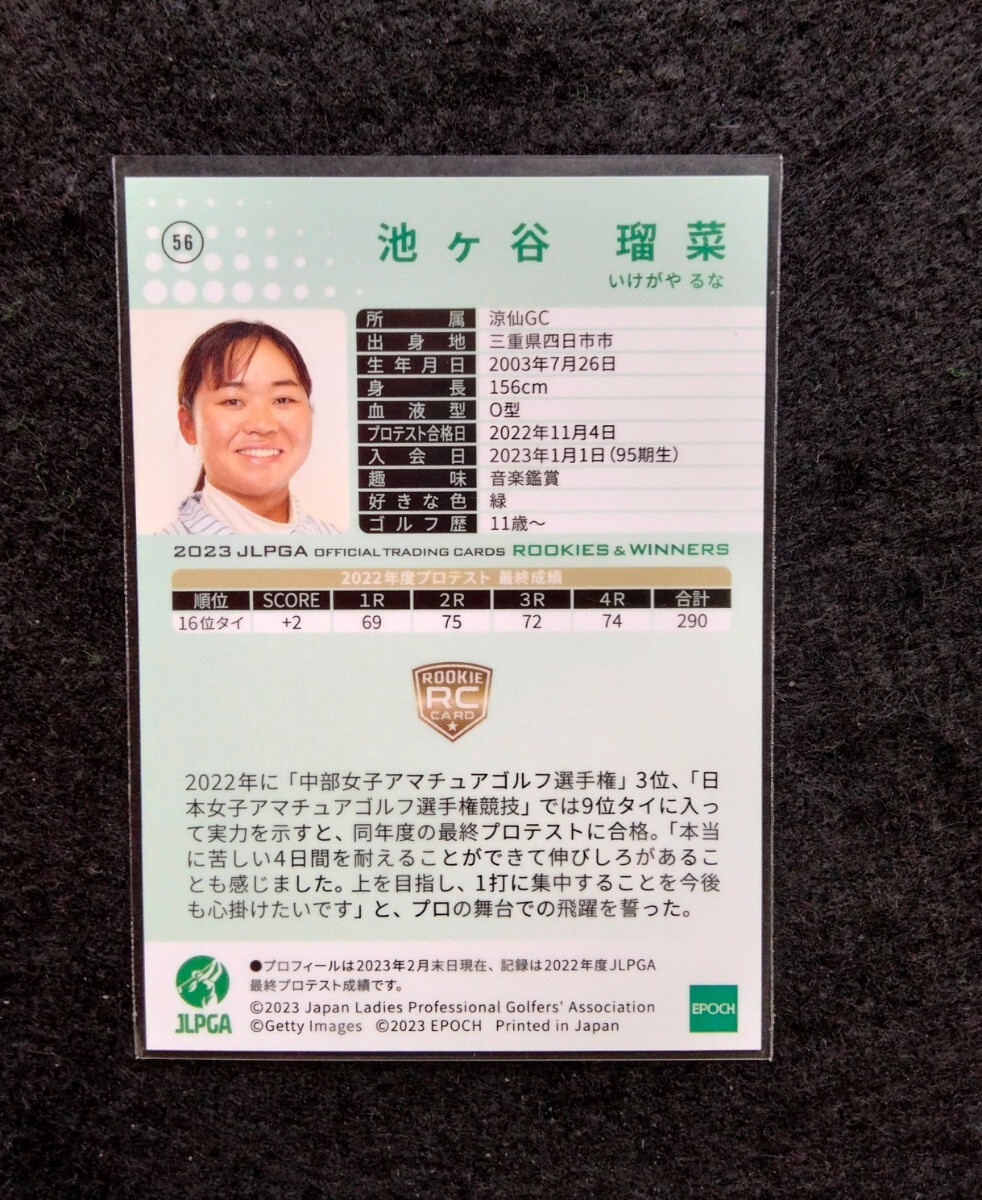 56
池ヶ谷 瑠菜
いけがや るな
所属 涼仙GC
出身地 三重県四日市市
生年月日 2003年7月26日
身長 156cm
血液型 O型
プロテスト合格日 2022年11月4日
入会日 2023年1月1日(95期生)
趣味 音楽鑑賞
好きな色 緑
ゴルフ歴 11歳～
2023 JLPGA OFFICIAL TRADING CARDS ROOKIES & WINNERS
2022年度プロテスト 最終成績
順位 SCORE 1R 2R 3R 4R 合計
16位タイ +2 69 75 72 74 290
ROOKIE
RC
CARD
2022年に「中部女子アマチュアゴルフ選手権」3位、「日
本女子アマチュアゴルフ選手権競技」では9位タイに入っ
て実力を示すと、同年度の最終プロテストに合格。「本当
に苦しい4日間を耐えることができて伸びしろがあるこ
とも感じました。上を目指し、1打に集中することを今後
も心掛けたいです」と、プロの舞台での飛躍を誓った。
●プロフィールは2023年2月末日現在、記録は2022年度JLPGA
最終プロテスト成績です。
©2023 Japan Ladies Professional Golfers' Association
©Getty Images ©2023 EPOCH Printed in Japan
JLPGA
EPOCH